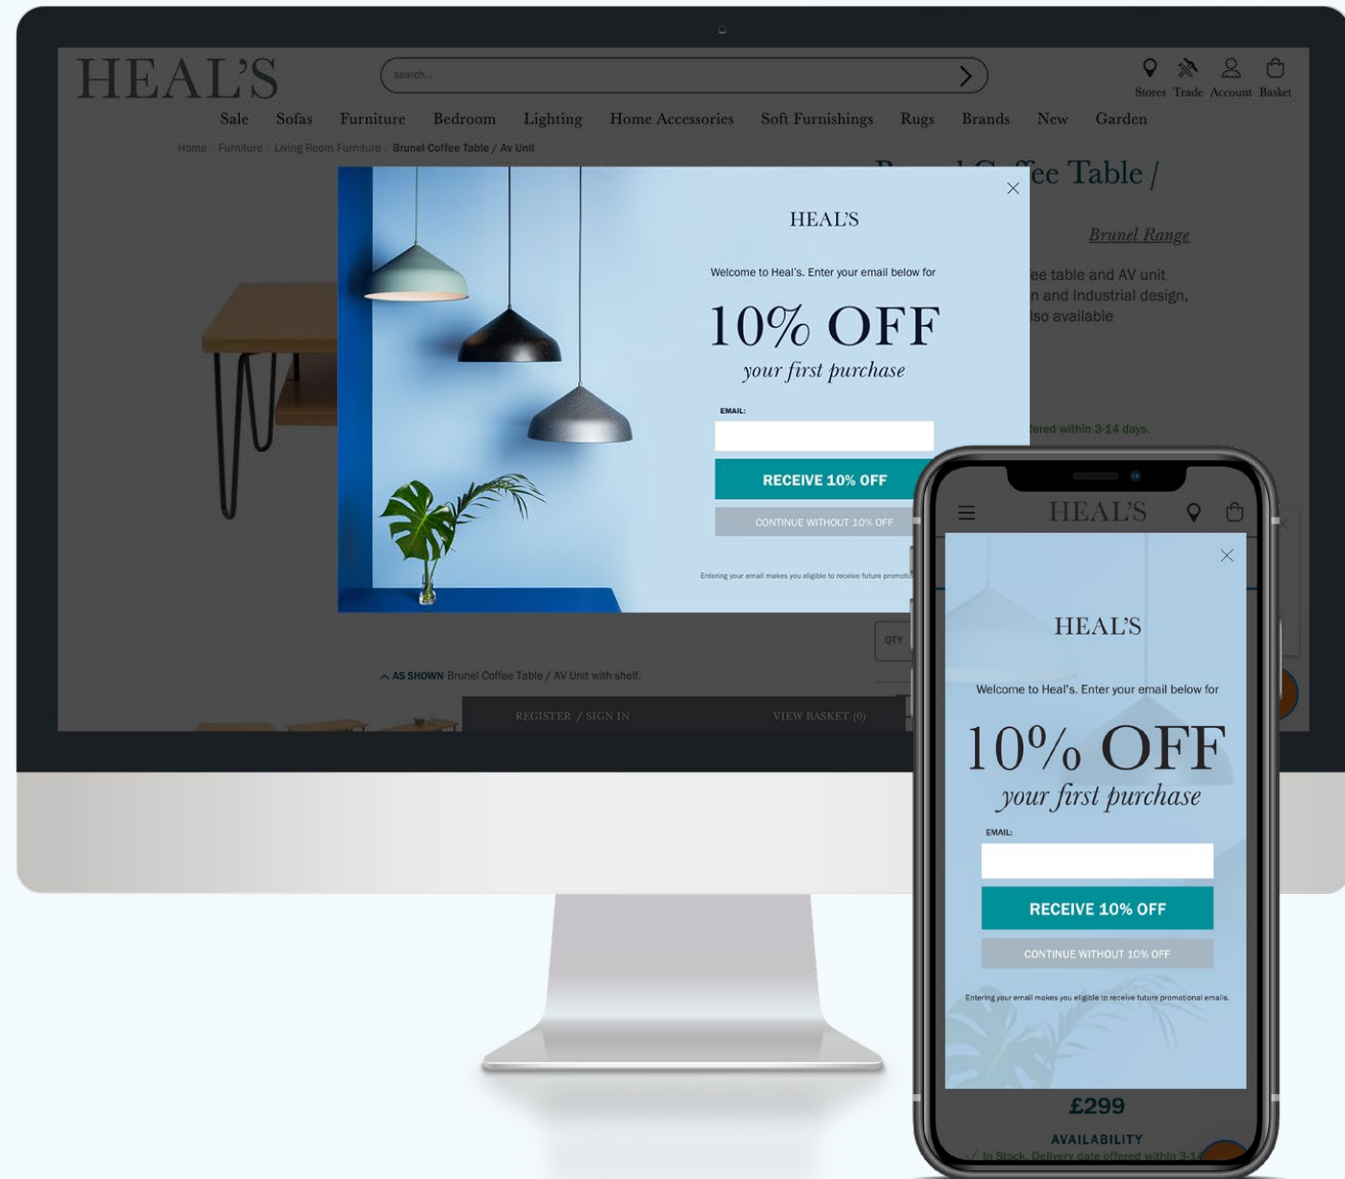 HEAL'S
search...
Stores Trade Account Basket
Sale Sofas Furniture Bedroom Lighting Home Accessories Soft Furnishings Rugs Brands New Garden
Home / Furniture / Living Room Furniture / Brunel Coffee Table / Av Unit
Table /
Brunel Range
table and AV unit
and Industrial design,
available
within 3-14 days.
HEAL'S
Welcome to Heal's. Enter your email below for
10% OFF
your first purchase
EMAIL:
RECEIVE 10% OFF
CONTINUE WITHOUT 10% OFF
Entering your email makes you eligible to receive future
QTY
AS SHOWN Brunel Coffee Table / AV Unit with shelf.
REGISTER / SIGN IN VIEW BASKET (0)
HEAL'S
HEAL'S
Welcome to Heal's. Enter your email below for
10% OFF
your first purchase
EMAIL:
RECEIVE 10% OFF
CONTINUE WITHOUT 10% OFF
Entering your email makes you eligible to receive future promotional emails.
£299
AVAILABILITY
✓ In Stock. Delivery date offered within